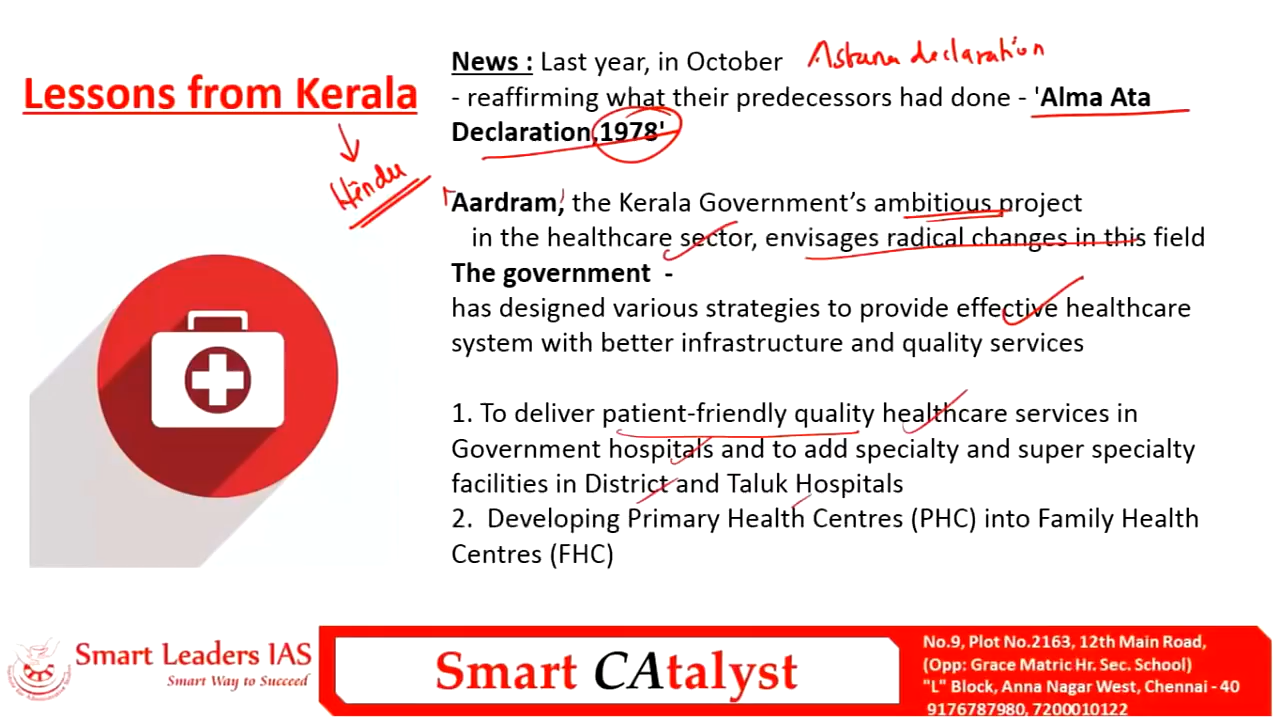 Lessons from Kerala
Hindu
News : Last year, in October Astana declaration
- reaffirming what their predecessors had done - 'Alma Ata
Declaration,1978'
'Aardram,' the Kerala Government's ambitious project
in the healthcare sector, envisages radical changes in this field
The government -
has designed various strategies to provide effective healthcare
system with better infrastructure and quality services
1. To deliver patient-friendly quality healthcare services in
Government hospitals and to add specialty and super specialty
facilities in District and Taluk Hospitals
2. Developing Primary Health Centres (PHC) into Family Health
Centres (FHC)
Smart Leaders IAS
Smart Way to Succeed
Smart CAtalyst
No.9, Plot No.2163, 12th Main Road,
(Opp: Grace Matric Hr. Sec. School)
"L" Block, Anna Nagar West, Chennai - 40
9176787980, 7200010122